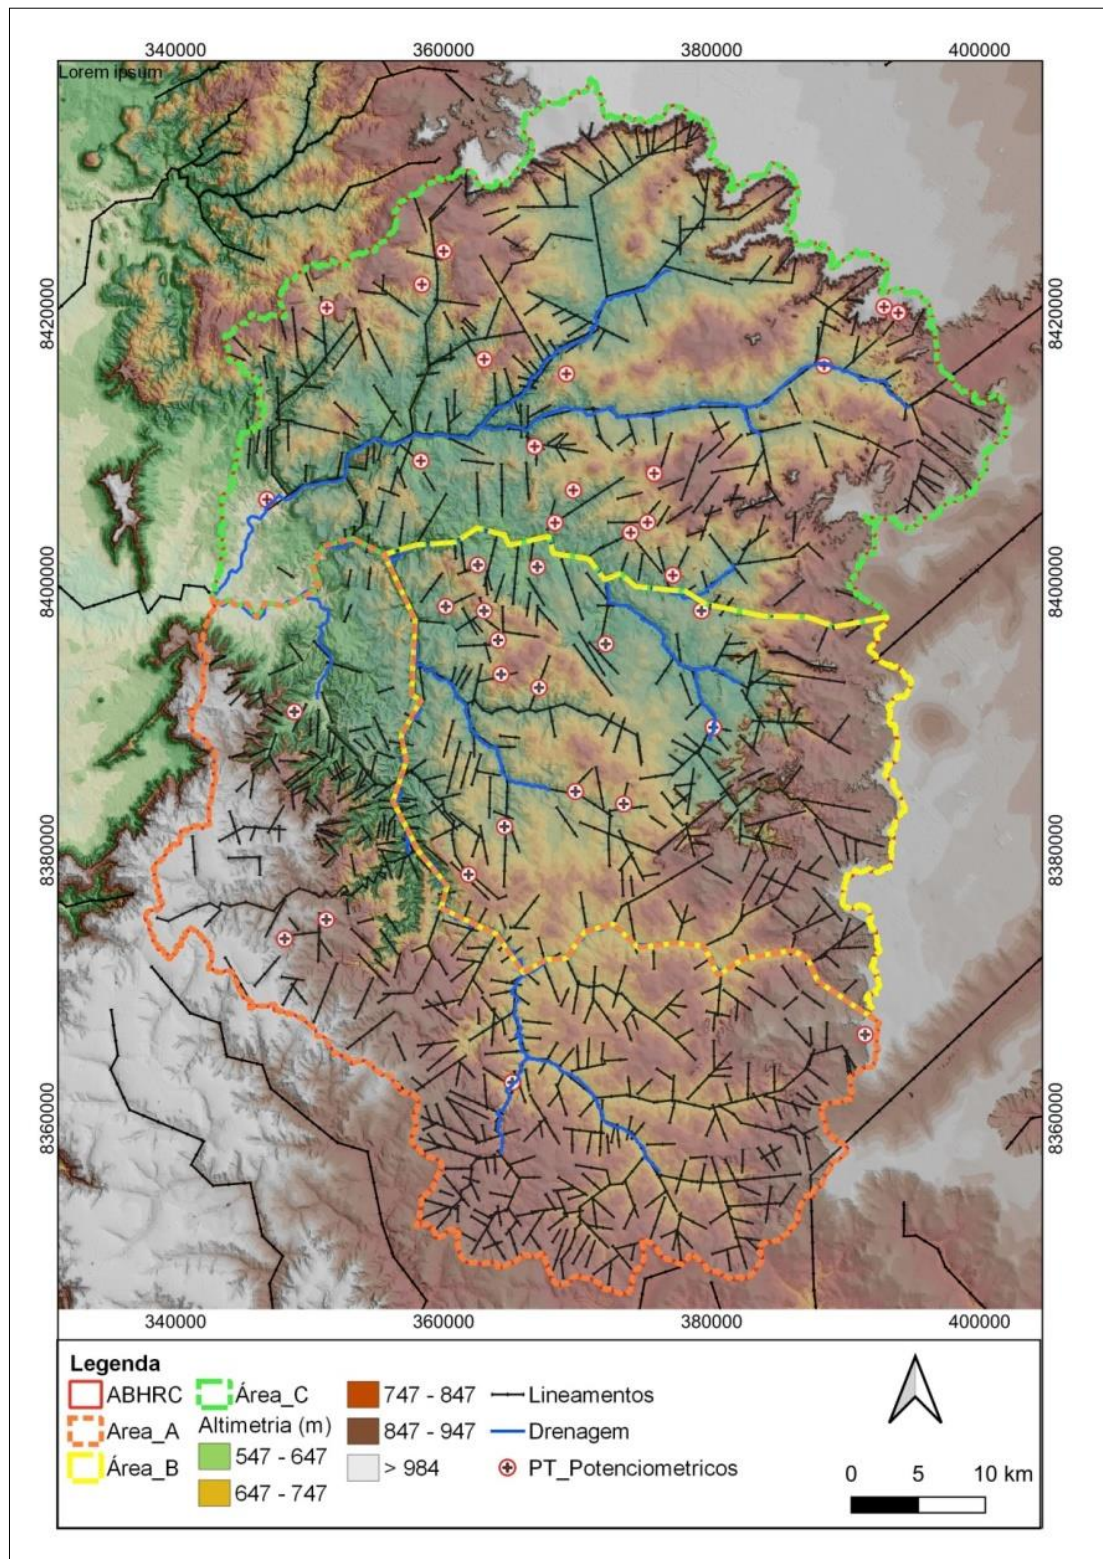 340000 360000 380000 400000
Lorem ipsum
8420000 8420000
8400000 8400000
8380000 8380000
8360000 8360000
340000 360000 380000 400000
Legenda
ABHRC
Area_A
Área_B
Área_C
Altimetria (m)
547 - 647
647 - 747
747 - 847
847 - 947
> 984
Lineamentos
Drenagem
PT_Potenciometricos
0 5 10 km